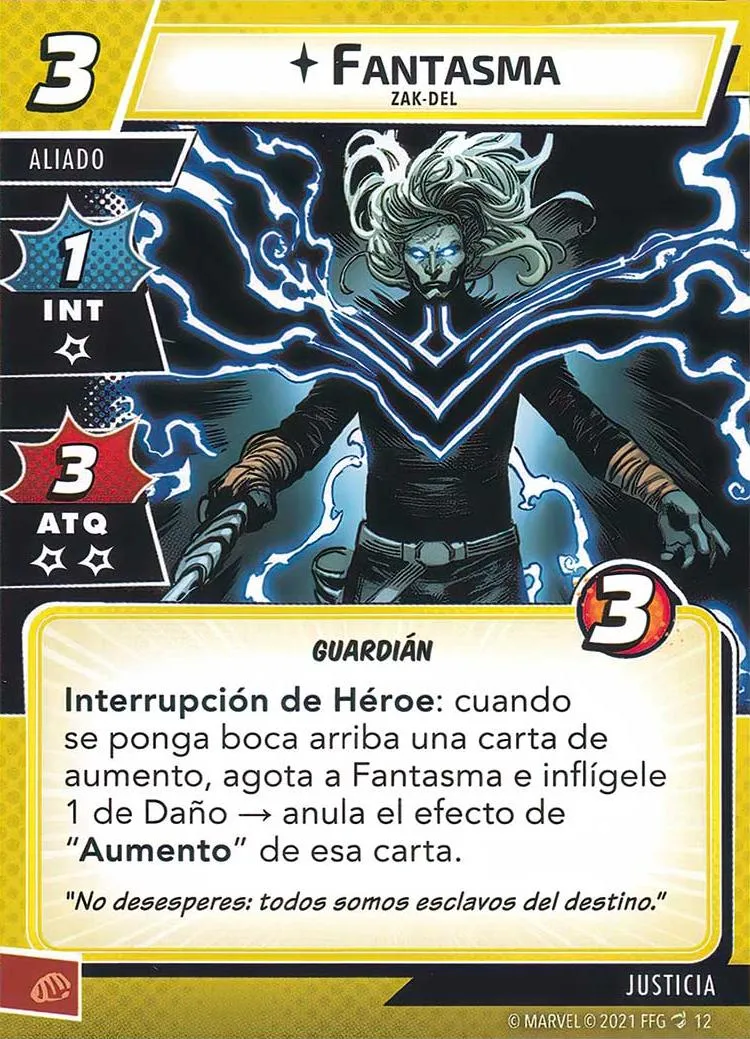 3
FANTASMA
ZAK-DEL
ALIADO
1
INT
3
ATQ
3
GUARDIÁN
Interrupción de Héroe: cuando
se ponga boca arriba una carta de
aumento, agota a Fantasma e inflígele
1 de Daño → anula el efecto de
"Aumento" de esa carta.
"No desesperes: todos somos esclavos del destino."
JUSTICIA
© MARVEL © 2021 FFG 12